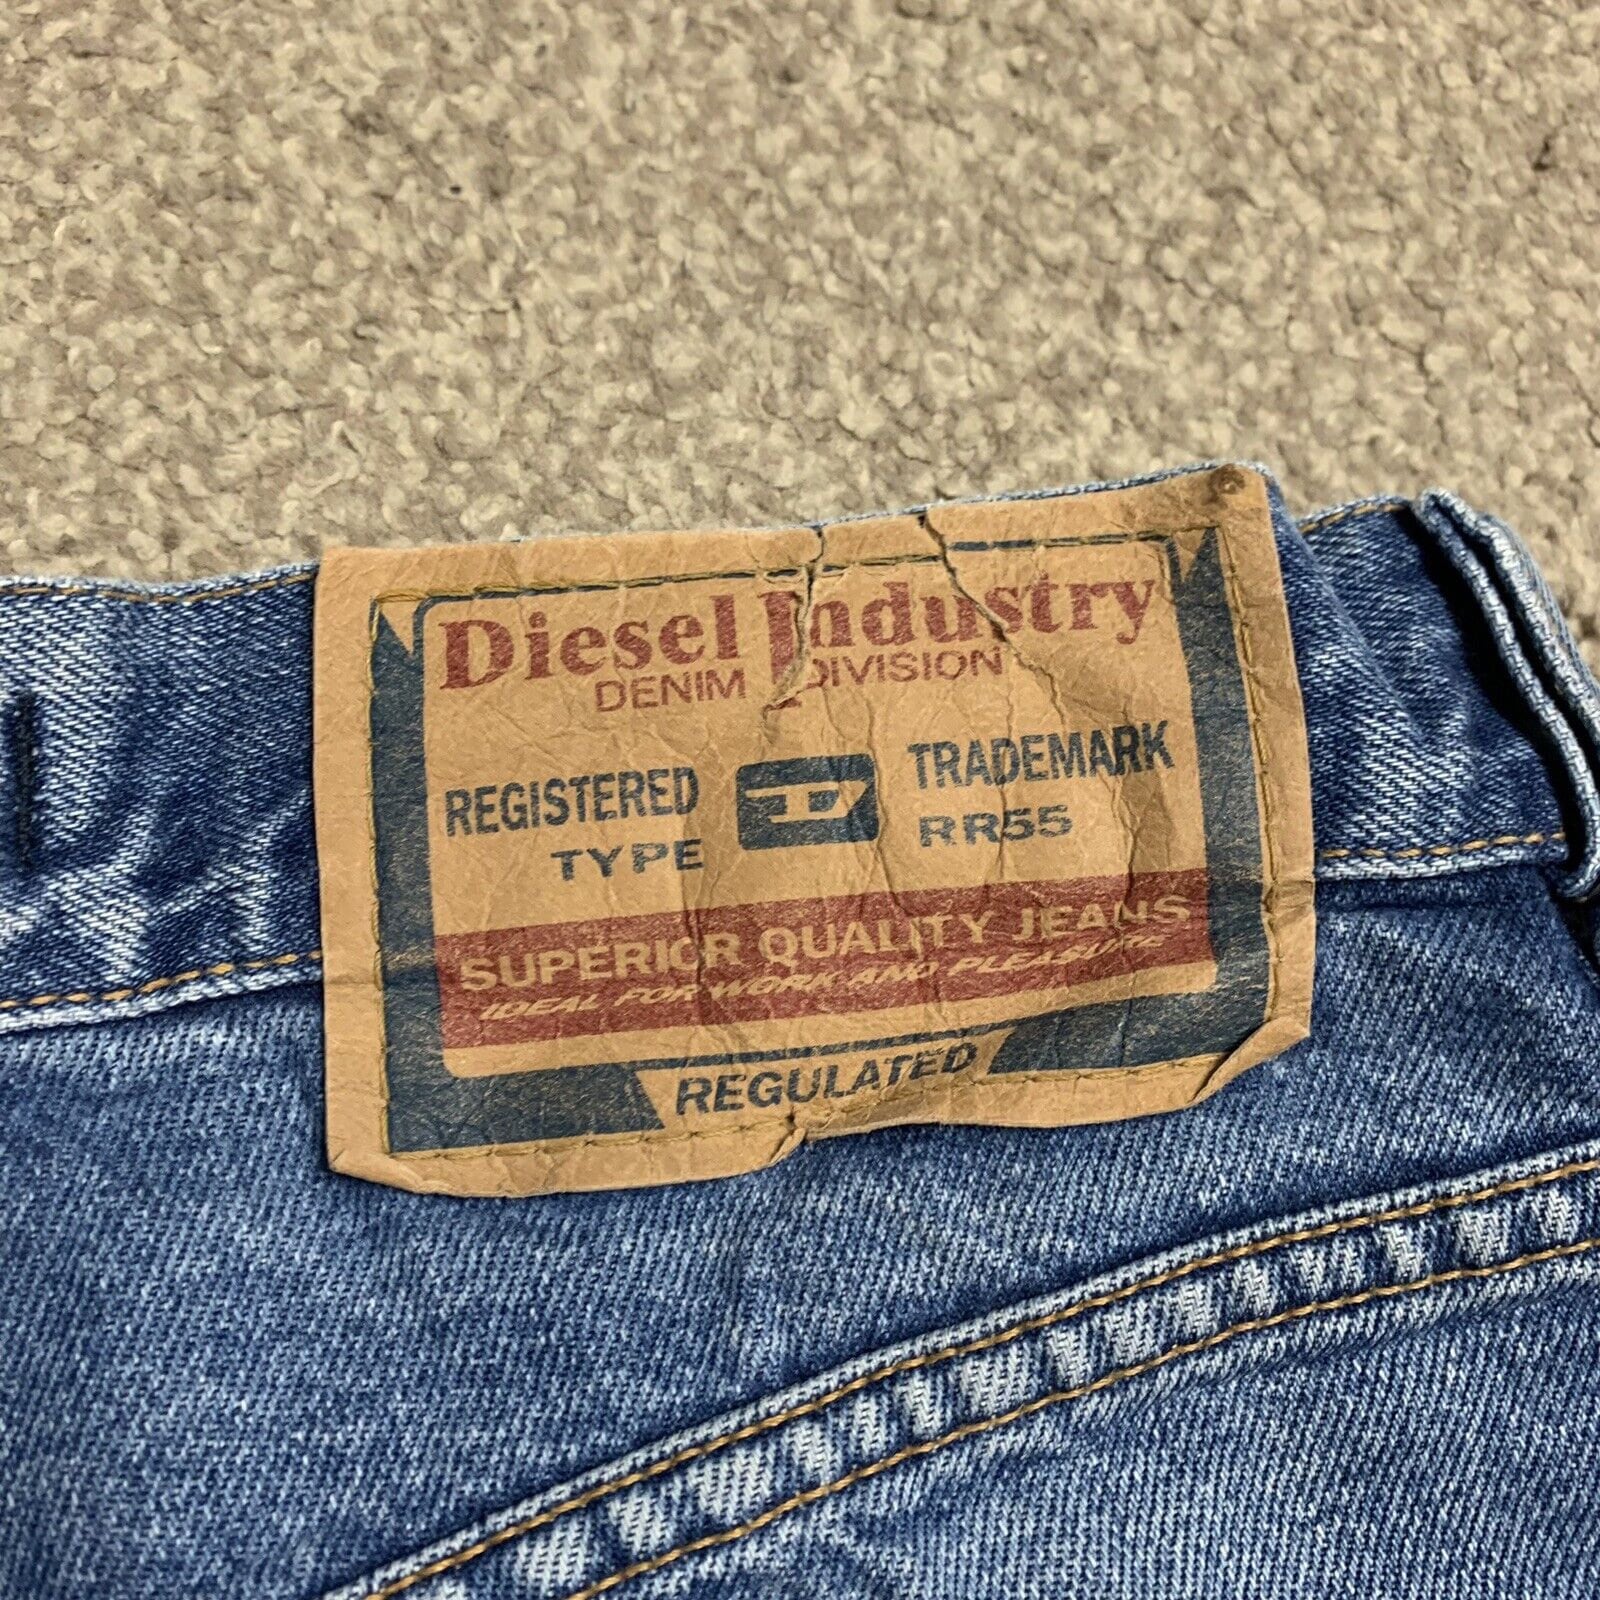 Diesel Industry
DENIM DIVISION
REGISTERED D TRADEMARK
TYPE RR55
SUPERIOR QUALITY JEANS
IDEAL FOR WORK AND PLEASURE
REGULATED